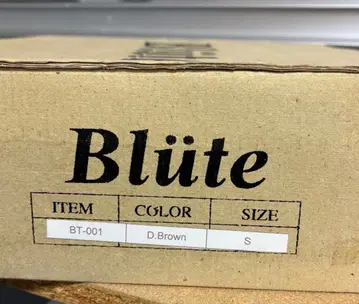 Blüte
ITEM COLOR SIZE
BT-001 D.Brown S